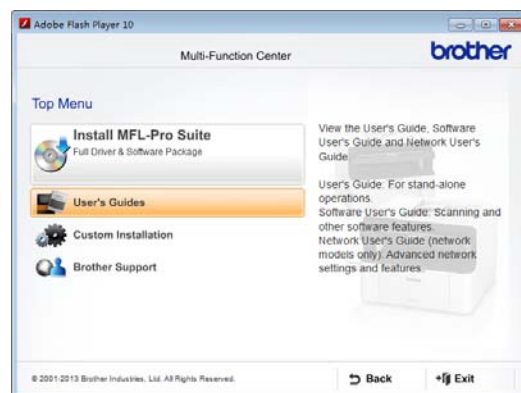 Adobe Flash Player 10
Multi-Function Center
brother
Top Menu
Install MFL-Pro Suite
Full Driver & Software Package
User's Guides
Custom Installation
Brother Support
View the User's Guide, Software
User's Guide and Network User's
Guide.
User's Guide: For stand-alone
operations.
Software User's Guide: Scanning and
other software features.
Network User's Guide (network
models only): Advanced network
settings and features.
© 2001-2013 Brother Industries, Ltd. All Rights Reserved.
Back
Exit